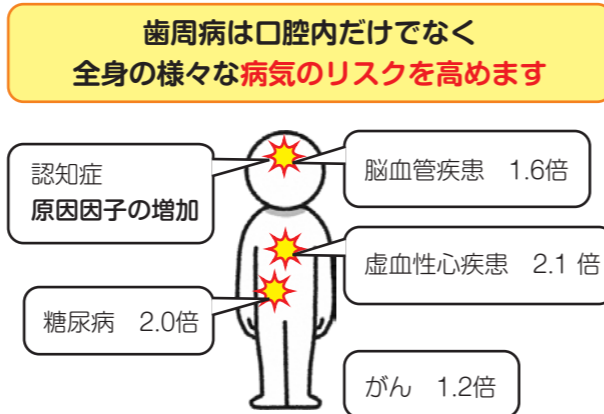 歯周病は口腔内だけでなく
全身の様々な病気のリスクを高めます
認知症
原因因子の増加
脳血管疾患 1.6倍
虚血性心疾患 2.1 倍
糖尿病 2.0倍
がん 1.2倍